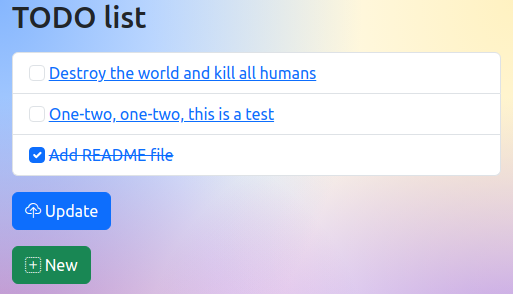 TODO list
Destroy the world and kill all humans
One-two, one-two, this is a test
Add README file
Update
New